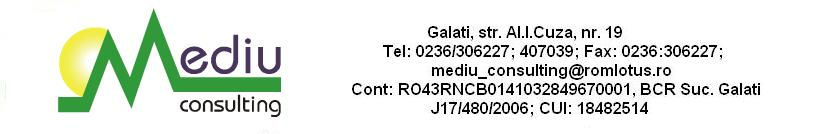 Mediu
consulting
Galati, str. Al.I.Cuza, nr. 19
Tel: 0236/306227; 407039; Fax: 0236:306227;
mediu_consulting@romlotus.ro
Cont: RO43RNCB0141032849670001, BCR Suc. Galati
J17/480/2006; CUI: 18482514